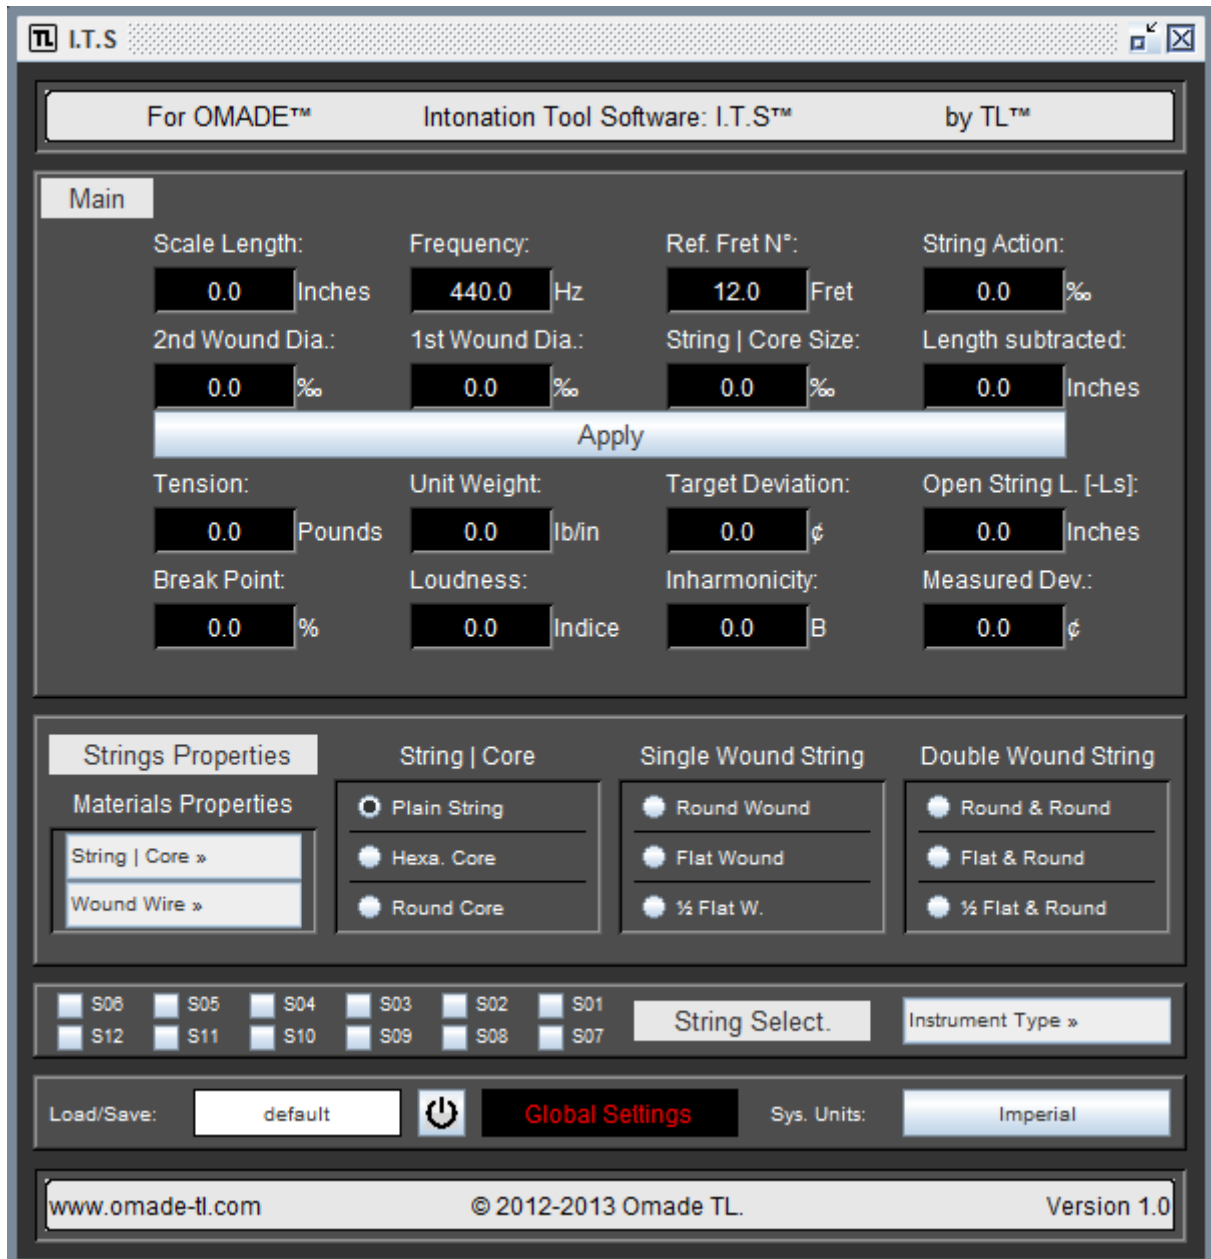 TL I.T.S
For OMADE™ Intonation Tool Software: I.T.S™ by TL™
Main
Scale Length: Frequency: Ref. Fret N°: String Action:
0.0 Inches 440.0 Hz 12.0 Fret 0.0 ‰
2nd Wound Dia.: 1st Wound Dia.: String | Core Size: Length subtracted:
0.0 ‰ 0.0 ‰ 0.0 ‰ 0.0 Inches
Apply
Tension: Unit Weight: Target Deviation: Open String L. [-Ls]:
0.0 Pounds 0.0 lb/in 0.0 ¢ 0.0 Inches
Break Point: Loudness: Inharmonicity: Measured Dev.:
0.0 % 0.0 Indice 0.0 B 0.0 ¢
Strings Properties String | Core Single Wound String Double Wound String
Materials Properties Plain String Round Wound Round & Round
String | Core » Hexa. Core Flat Wound Flat & Round
Wound Wire » Round Core ½ Flat W. ½ Flat & Round
S06 S05 S04 S03 S02 S01
S12 S11 S10 S09 S08 S07
String Select. Instrument Type »
Load/Save: default Global Settings Sys. Units: Imperial
www.omade-tl.com © 2012-2013 Omade TL. Version 1.0